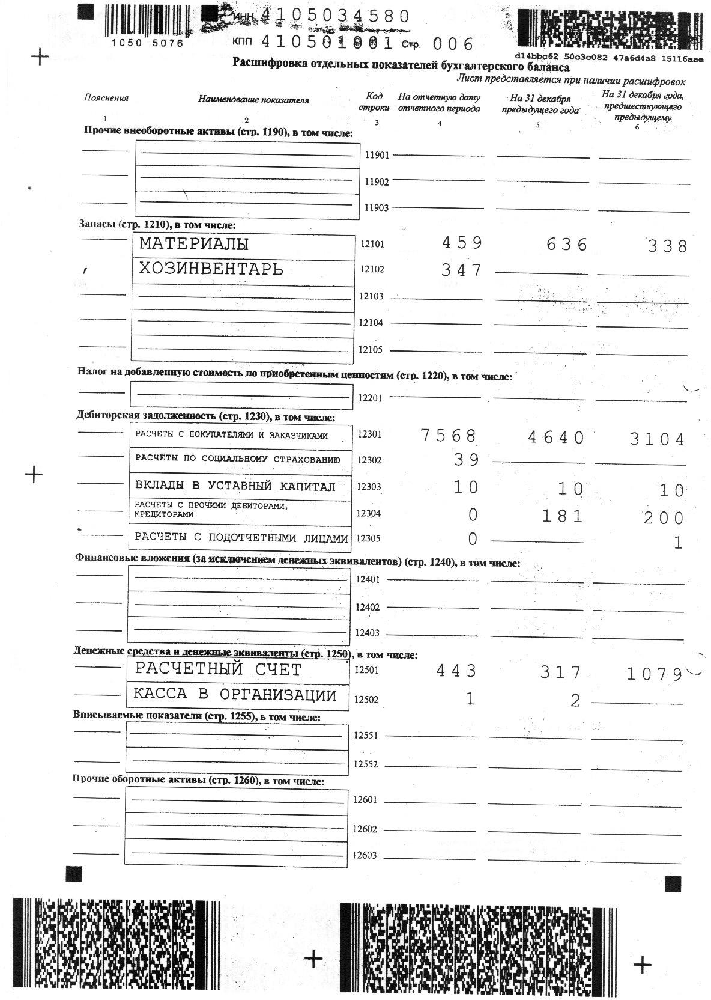 ИНН 4105034580
1050 5076
КПП 410501001 Стр. 006
d14bbc62 50c3c082 47a6d4a8 15116aae
Расшифровка отдельных показателей бухгалтерского баланса
Лист представляется при наличии расшифровок
Пояснения Наименование показателя Код строки На отчетную дату отчетного периода На 31 декабря предыдущего года На 31 декабря года, предшествующего предыдущему
1 2 3 4 5 6
Прочие внеоборотные активы (стр. 1190), в том числе:
11901
11902
11903
Запасы (стр. 1210), в том числе:
МАТЕРИАЛЫ 12101 459 636 338
ХОЗИНВЕНТАРЬ 12102 347
12103
12104
12105
Налог на добавленную стоимость по приобретенным ценностям (стр. 1220), в том числе:
12201
Дебиторская задолженность (стр. 1230), в том числе:
РАСЧЕТЫ С ПОКУПАТЕЛЯМИ И ЗАКАЗЧИКАМИ 12301 7568 4640 3104
РАСЧЕТЫ ПО СОЦИАЛЬНОМУ СТРАХОВАНИЮ 12302 39
ВКЛАДЫ В УСТАВНЫЙ КАПИТАЛ 12303 10 10 10
РАСЧЕТЫ С ПРОЧИМИ ДЕБИТОРАМИ,
КРЕДИТОРАМИ 12304 0 181 200
РАСЧЕТЫ С ПОДОТЧЕТНЫМИ ЛИЦАМИ 12305 0 1
Финансовые вложения (за исключением денежных эквивалентов) (стр. 1240), в том числе:
12401
12402
12403
Денежные средства и денежные эквиваленты (стр. 1250), в том числе:
РАСЧЕТНЫЙ СЧЕТ 12501 443 317 1079
КАССА В ОРГАНИЗАЦИИ 12502 1 2
Вписываемые показатели (стр. 1255), в том числе:
12551
12552
Прочие оборотные активы (стр. 1260), в том числе:
12601
12602
12603